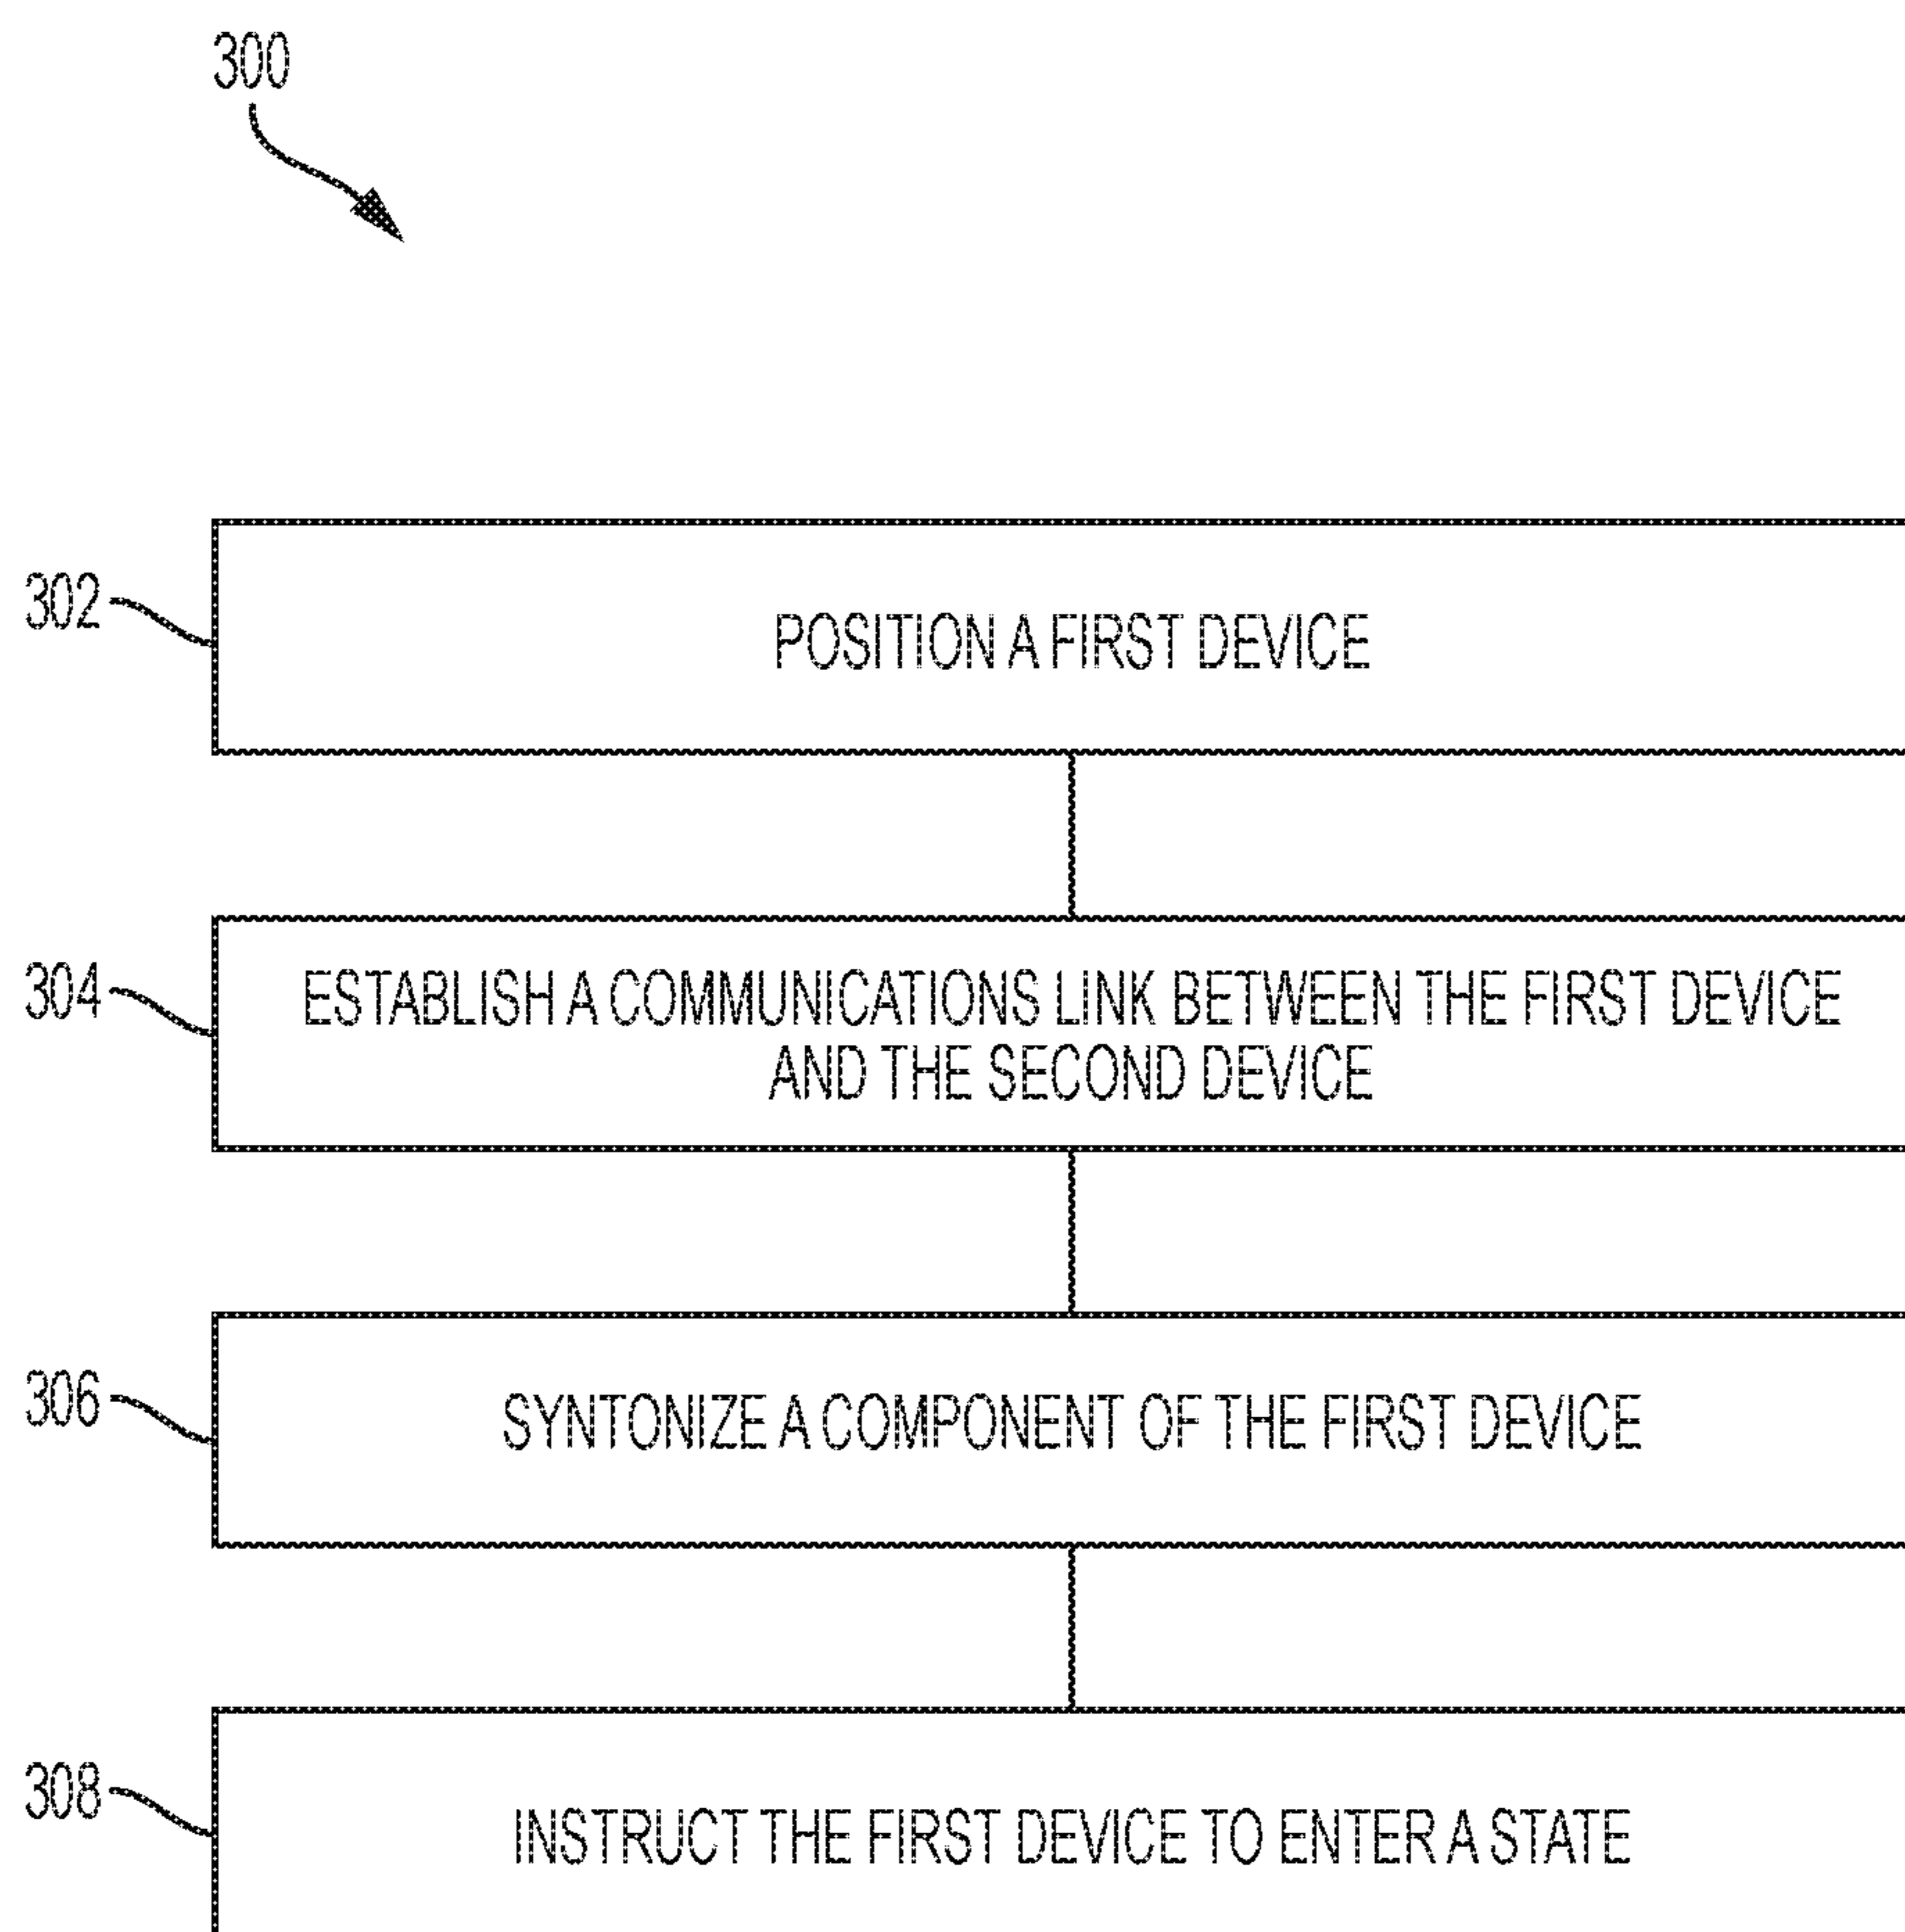 300
302
POSITION A FIRST DEVICE
304
ESTABLISH A COMMUNICATIONS LINK BETWEEN THE FIRST DEVICE
AND THE SECOND DEVICE
306
SYNTONIZE A COMPONENT OF THE FIRST DEVICE
308
INSTRUCT THE FIRST DEVICE TO ENTER A STATE